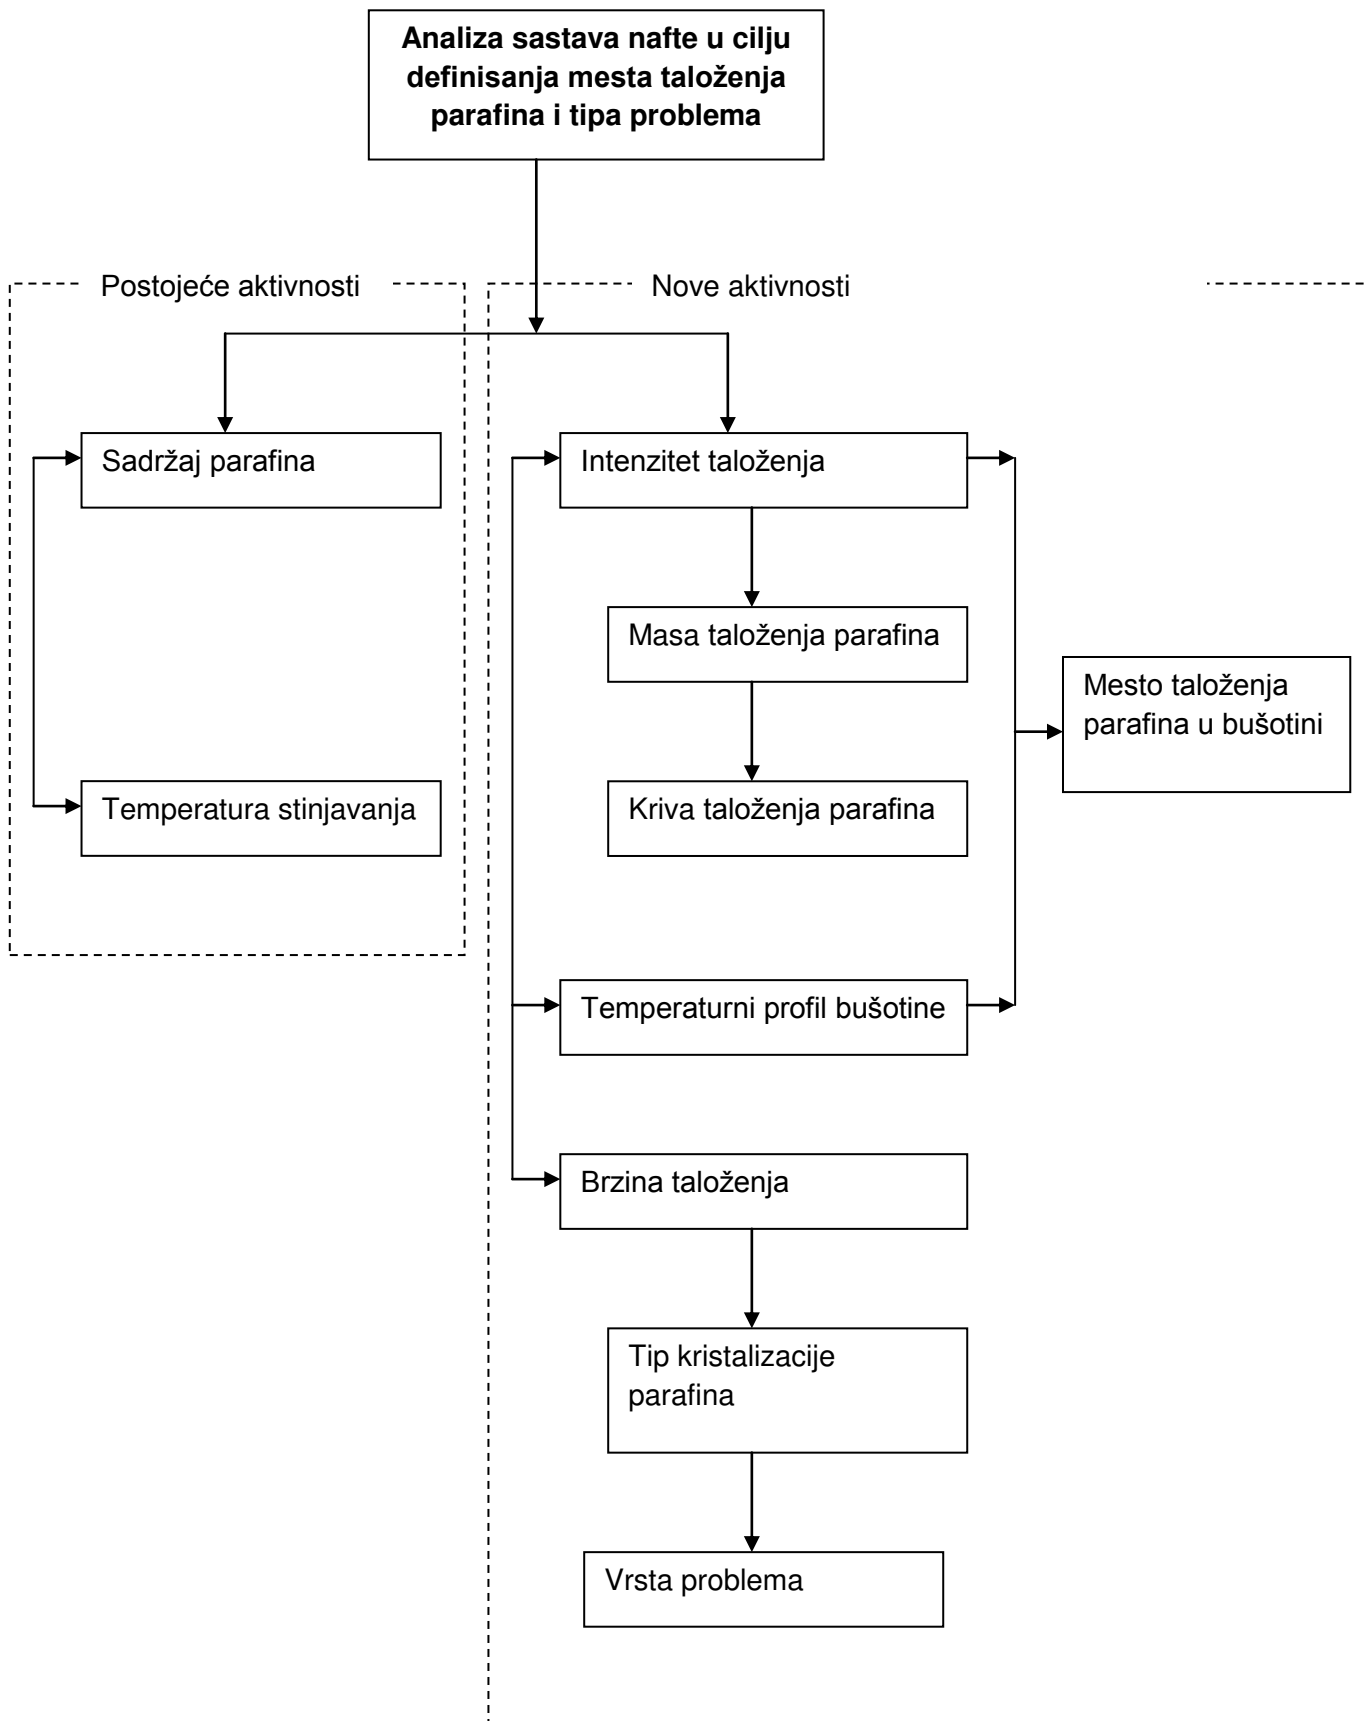 Analiza sastava nafte u cilju
definisanja mesta taloženja
parafina i tipa problema
Postojeće aktivnosti
Nove aktivnosti
Sadržaj parafina
Intenzitet taloženja
Masa taloženja parafina
Mesto taloženja
parafina u bušotini
Temperatura stinjavanja
Kriva taloženja parafina
Temperaturni profil bušotine
Brzina taloženja
Tip kristalizacije
parafina
Vrsta problema